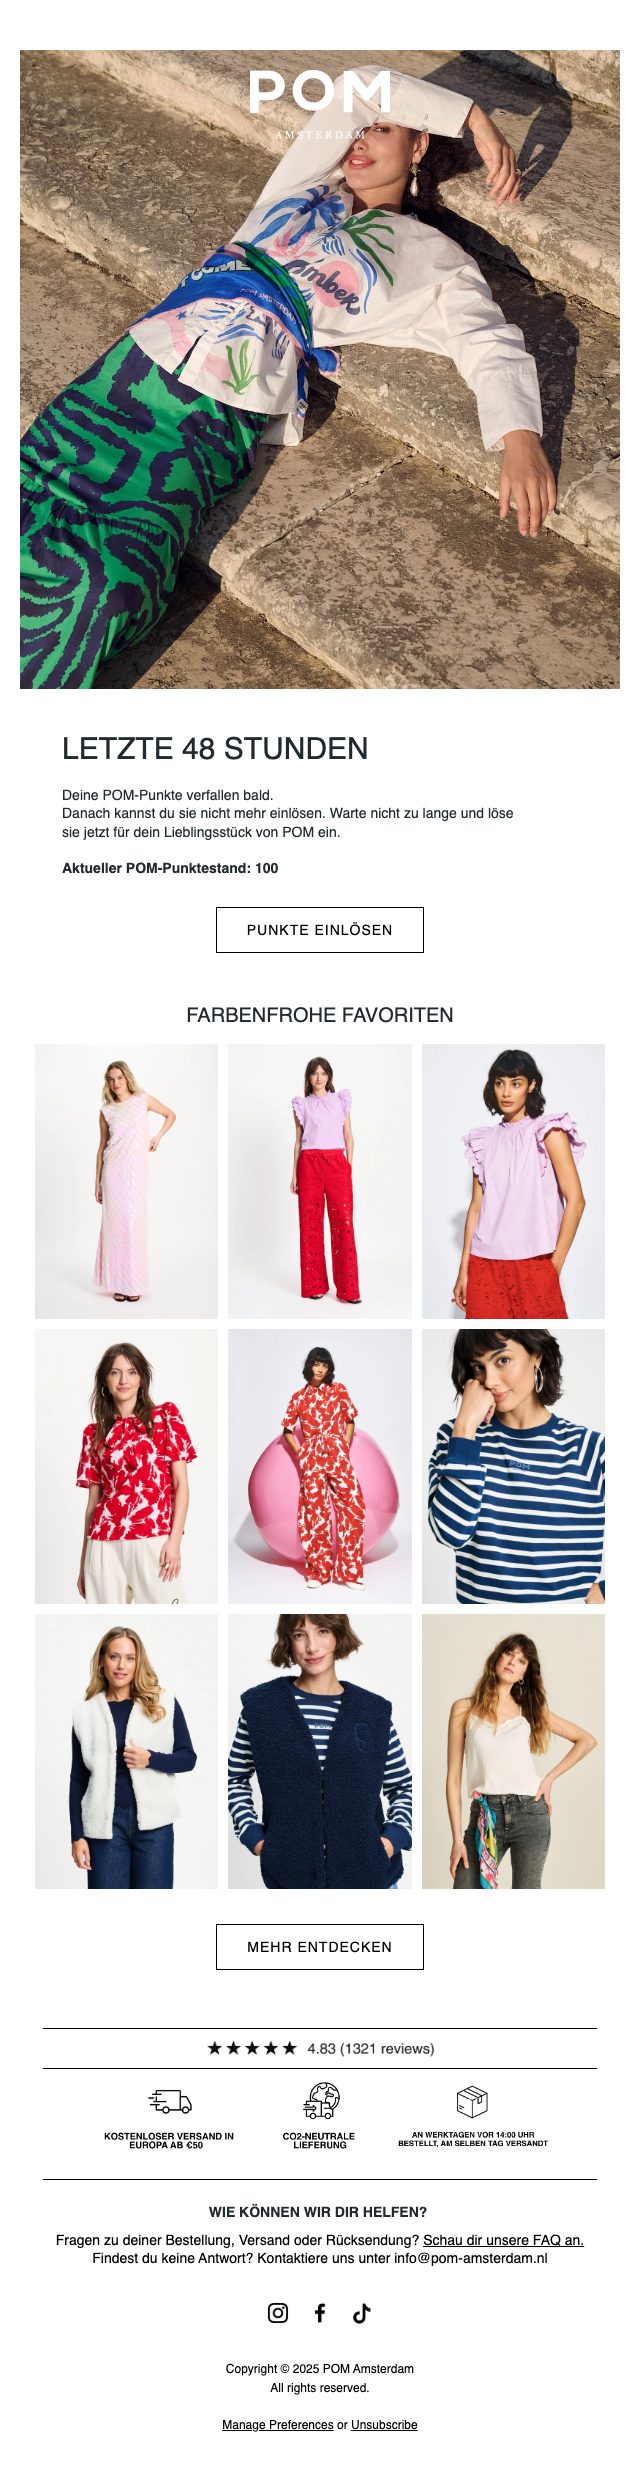 POM
AMSTERDAM
Amber
POM AMSTERDAM
LETZTE 48 STUNDEN
Deine POM-Punkte verfallen bald.
Danach kannst du sie nicht mehr einlösen. Warte nicht zu lange und löse
sie jetzt für dein Lieblingsstück von POM ein.
Aktueller POM-Punktestand: 100
PUNKTE EINLÖSEN
FARBENFROHE FAVORITEN
POM
POM
MEHR ENTDECKEN
★★★★★ 4.83 (1321 reviews)
KOSTENLOSER VERSAND IN
EUROPA AB €50
CO2-NEUTRALE
LIEFERUNG
AN WERKTAGEN VOR 14:00 UHR
BESTELLT, AM SELBEN TAG VERSANDT
WIE KÖNNEN WIR DIR HELFEN?
Fragen zu deiner Bestellung, Versand oder Rücksendung? Schau dir unsere FAQ an.
Findest du keine Antwort? Kontaktiere uns unter info@pom-amsterdam.nl
Copyright © 2025 POM Amsterdam
All rights reserved.
Manage Preferences or Unsubscribe